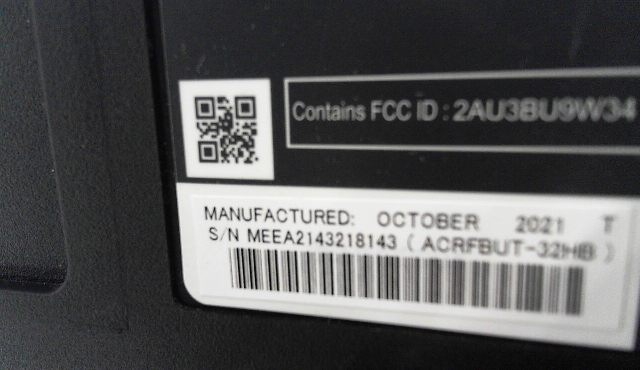 Contains FCC ID : 2AU3BU9W34
MANUFACTURED: OCTOBER 2021 T
S/N MEEA2143218143 ( ACRFBUT-32HB )